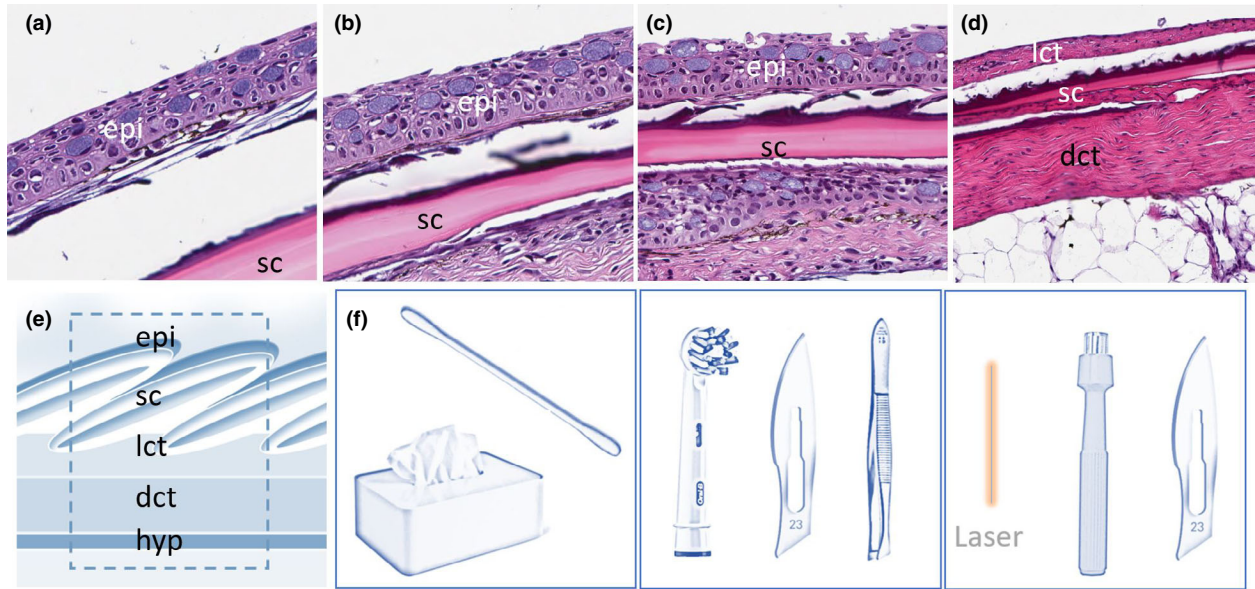 (a)
epi
sc
(b)
epi
sc
(c)
epi
sc
(d)
lct
sc
dct
(e)
epi
sc
lct
dct
hyp
(f)
23
Laser
23